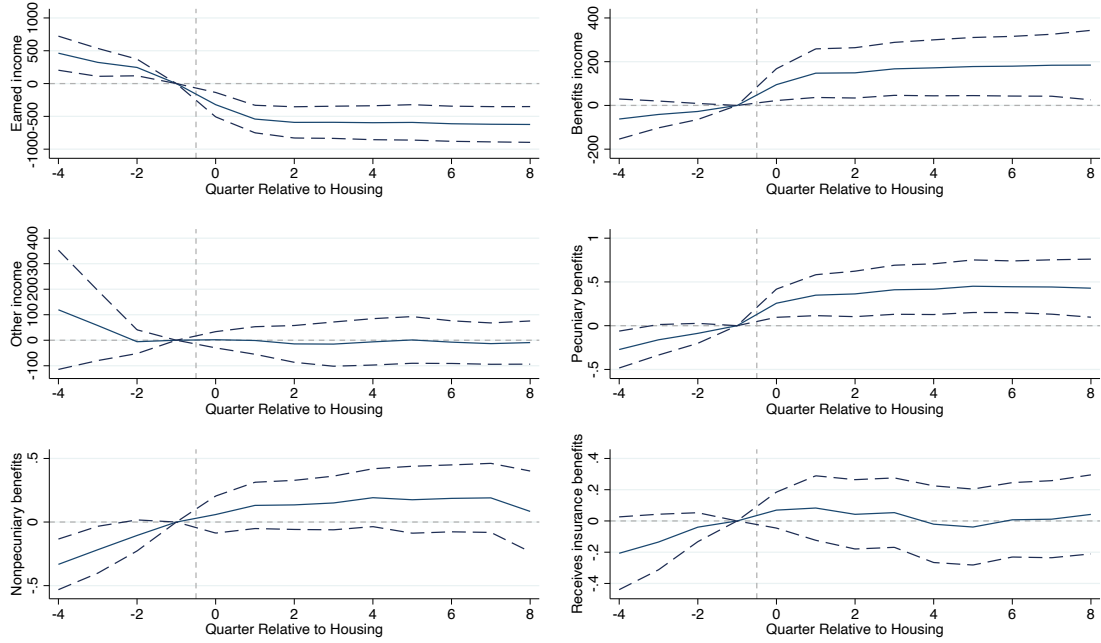 Earned income
-1000 -500 0 500 1000
-4 -2 0 2 4 6 8
Quarter Relative to Housing
Benefits income
-200 0 200 400
-4 -2 0 2 4 6 8
Quarter Relative to Housing
Other income
-100 0 100 200 300 400
-4 -2 0 2 4 6 8
Quarter Relative to Housing
Pecuniary benefits
-.5 0 .5 1
-4 -2 0 2 4 6 8
Quarter Relative to Housing
Nonpecuniary benefits
-.5 0 .5
-4 -2 0 2 4 6 8
Quarter Relative to Housing
Receives insurance benefits
-.4 -.2 0 .2 .4
-4 -2 0 2 4 6 8
Quarter Relative to Housing